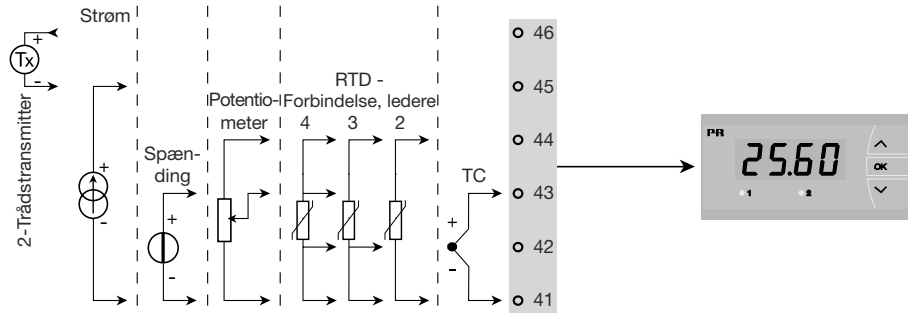 Strøm
+
Tx
-
2-Trådstransmitter
+
-
Spæn-
ding
+
-
Potentio-
meter
RTD -
Forbindelse, ledere
4 3 2
TC
+
-
46
45
44
43
42
41
PR
25.60
1 2
OK